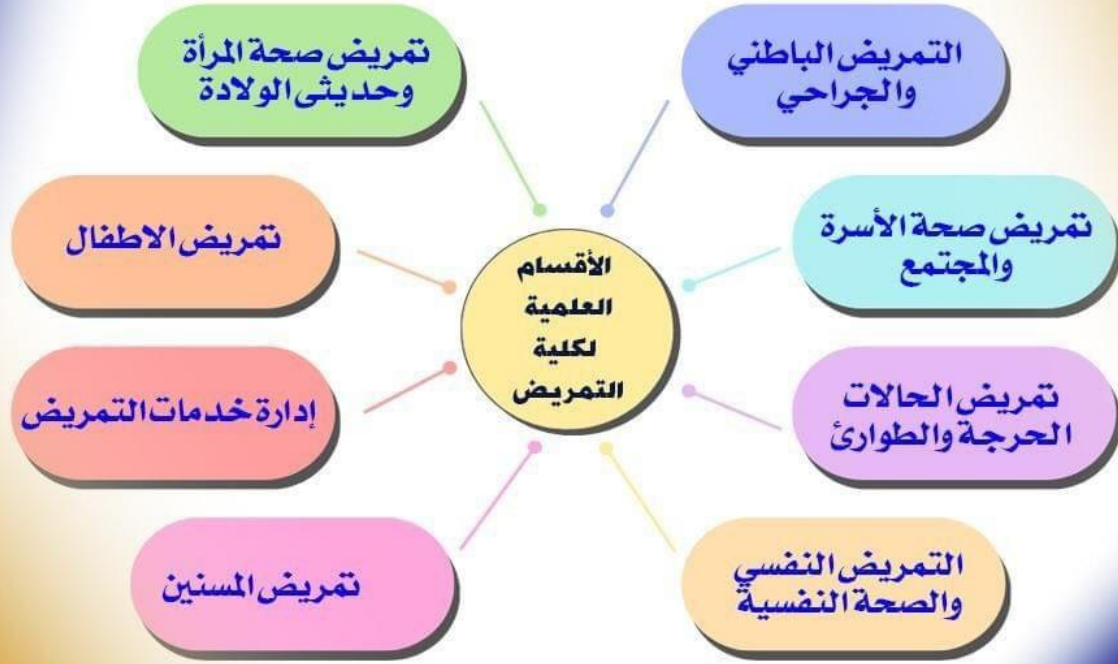 الأقسام
العلمية
لكلية
التمريض
التمريض الباطني
والجراحي
تمريض صحة الأسرة
والمجتمع
تمريض الحالات
الحرجة والطوارئ
التمريض النفسي
والصحة النفسية
تمريض صحة المرأة
وحديثى الولادة
تمريض الاطفال
إدارة خدمات التمريض
تمريض المسنين